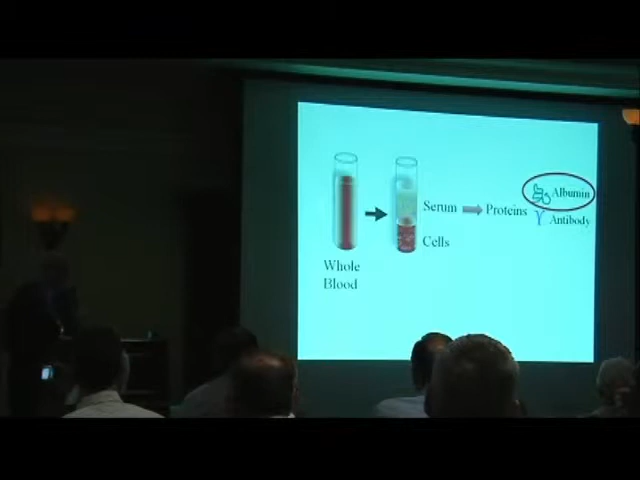 Whole
Blood
Serum
Cells
Proteins
Albumin
Antibody